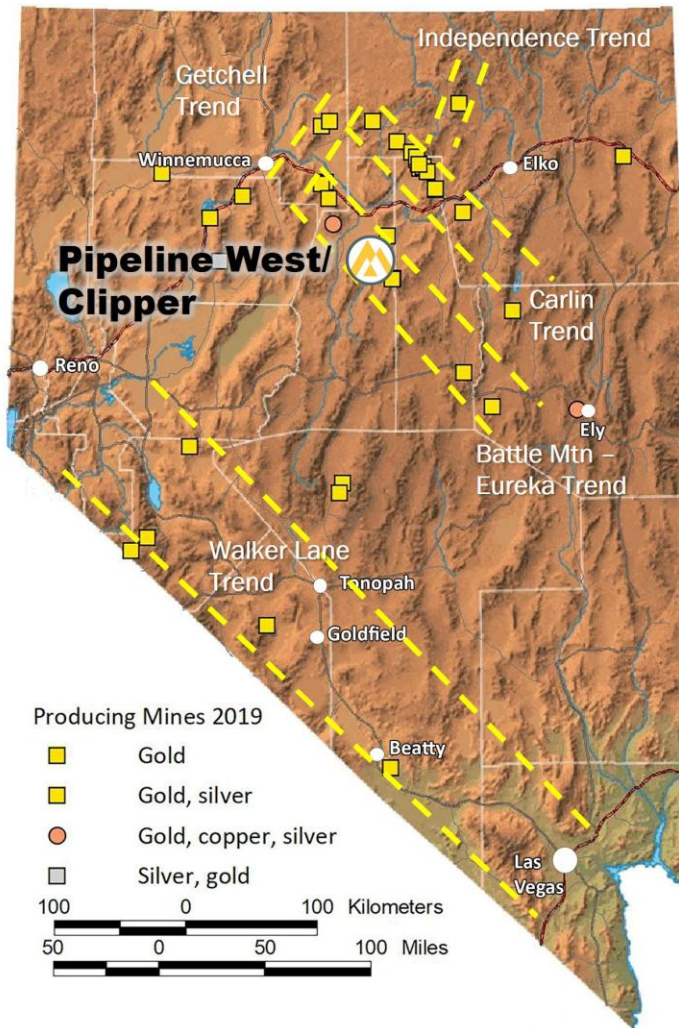 Independence Trend
Getchell
Trend
Winnemucca
Elko
Pipeline West/
Clipper
Carlin
Trend
Reno
Ely
Battle Mtn –
Eureka Trend
Walker Lane
Trend
Tonopah
Goldfield
Producing Mines 2019
Gold
Gold, silver
Gold, copper, silver
Silver, gold
Beatty
Las
Vegas
100 0 100 Kilometers
50 0 50 100 Miles